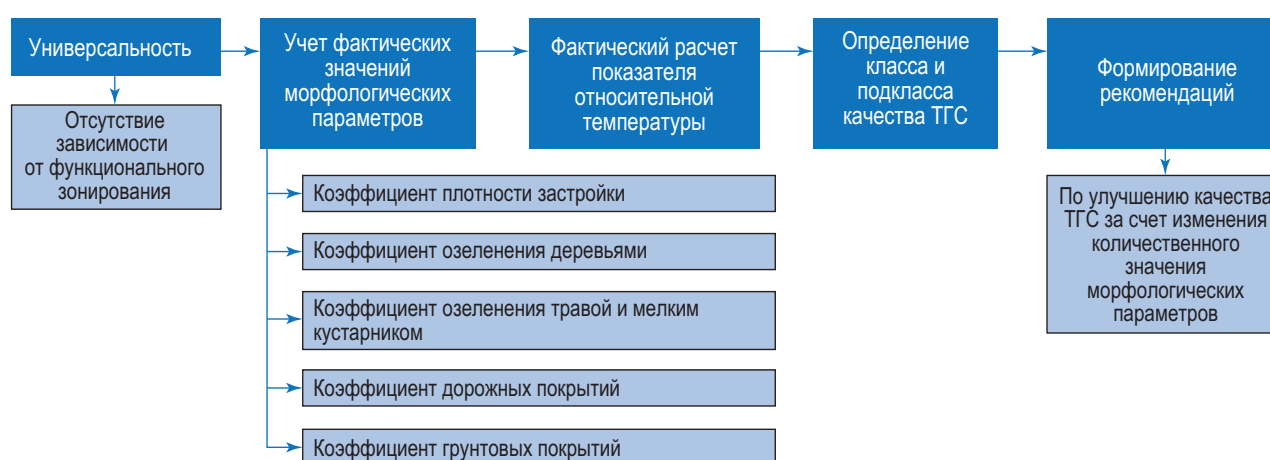 Универсальность
Учет фактических
значений
морфологических
параметров
Фактический расчет
показателя
относительной
температуры
Определение
класса и
подкласса
качества ТГС
Формирование
рекомендаций
Отсутствие
зависимости
от функционального
зонирования
Коэффициент плотности застройки
Коэффициент озеленения деревьями
Коэффициент озеленения травой и мелким
кустарником
Коэффициент дорожных покрытий
Коэффициент грунтовых покрытий
По улучшению качества
ТГС за счет изменения
количественного
значения
морфологических
параметров